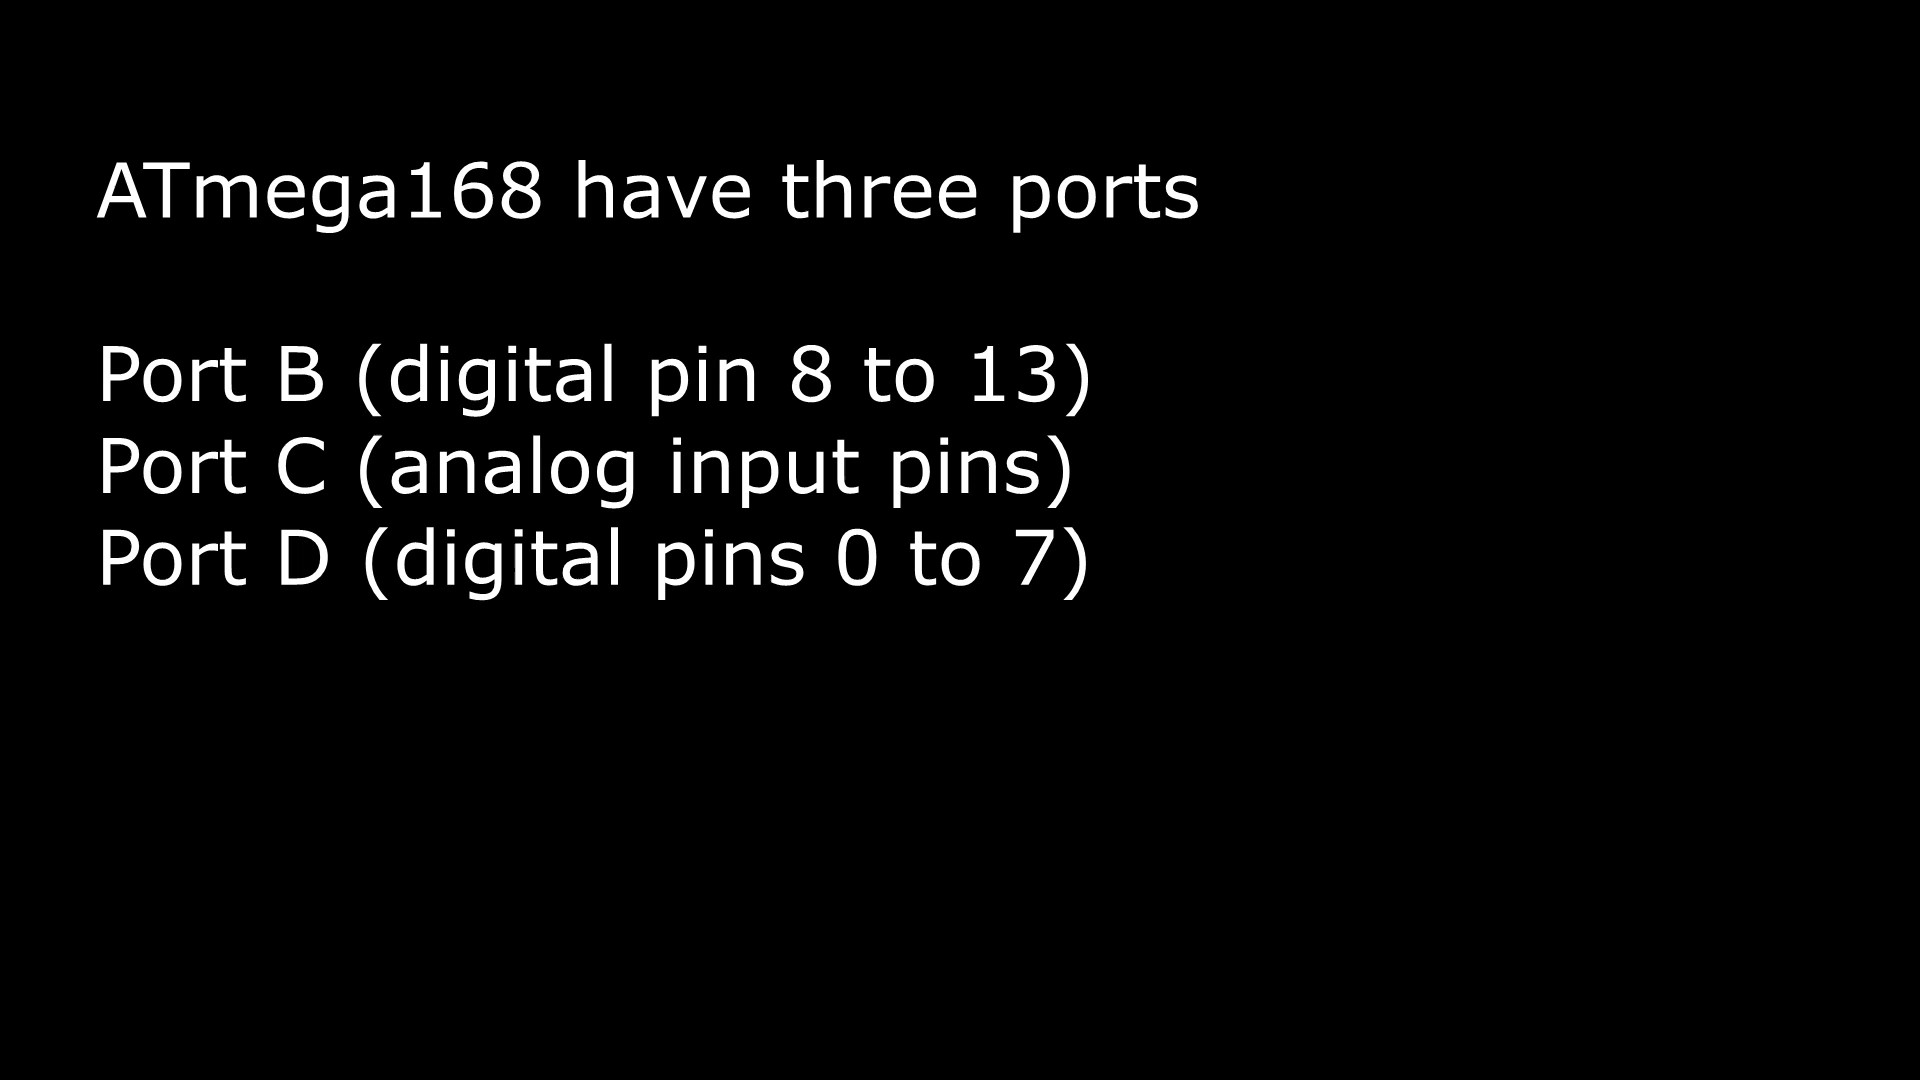 ATmega168 have three ports
Port B (digital pin 8 to 13)
Port C (analog input pins)
Port D (digital pins 0 to 7)